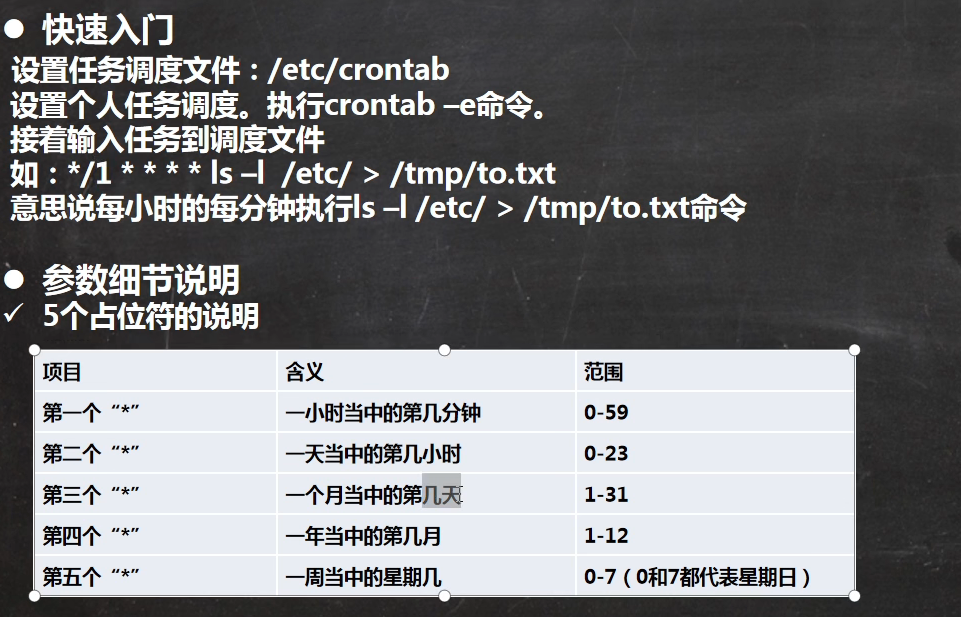 ● 快速入门
设置任务调度文件：/etc/crontab
设置个人任务调度。执行crontab –e命令。
接着输入任务到调度文件
如：*/1 * * * * ls –l  /etc/ > /tmp/to.txt
意思说每小时的每分钟执行ls –l /etc/ > /tmp/to.txt命令
● 参数细节说明
✓ 5个占位符的说明
项目 含义 范围
第一个 “*” 一小时当中的第几分钟 0-59
第二个 “*” 一天当中的第几小时 0-23
第三个 “*” 一个月当中的第几天 1-31
第四个 “*” 一年当中的第几月 1-12
第五个 “*” 一周当中的星期几 0-7（0和7都代表星期日）